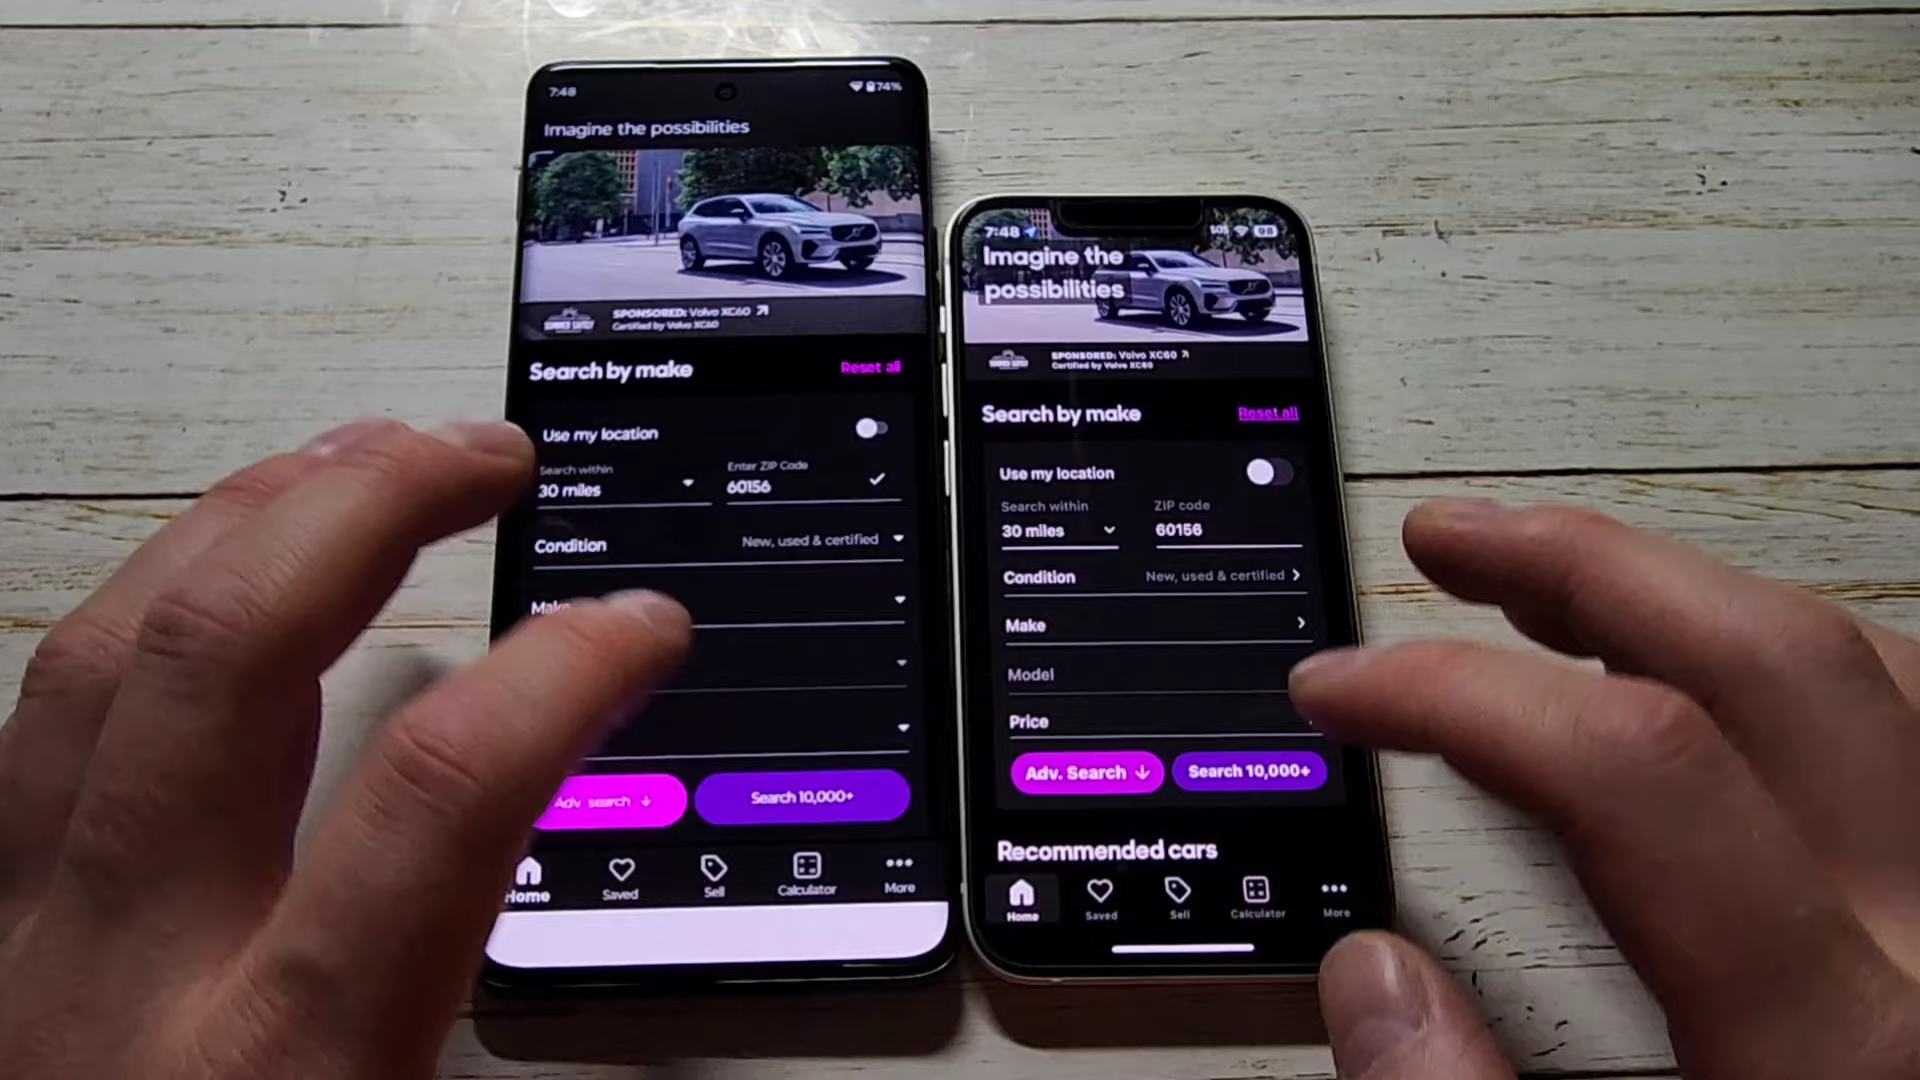 7:48
74%
Imagine the possibilities
SPONSORED: Volvo XC60
Certified by Volvo XC60
Search by make
Reset all
Use my location
Search within
Enter ZIP Code
30 miles
60156
Condition
New, used & certified
Make
Adv search ↓
Search 10,000+
Home
Saved
Sell
Calculator
More
7:48
SOS
98
Imagine the
possibilities
SPONSORED: Volvo XC60
Certified by Volvo XC60
Search by make
Reset all
Use my location
Search within
ZIP code
30 miles
60156
Condition
New, used & certified
Make
Model
Price
Adv. Search ↓
Search 10,000+
Recommended cars
Home
Saved
Sell
Calculator
More